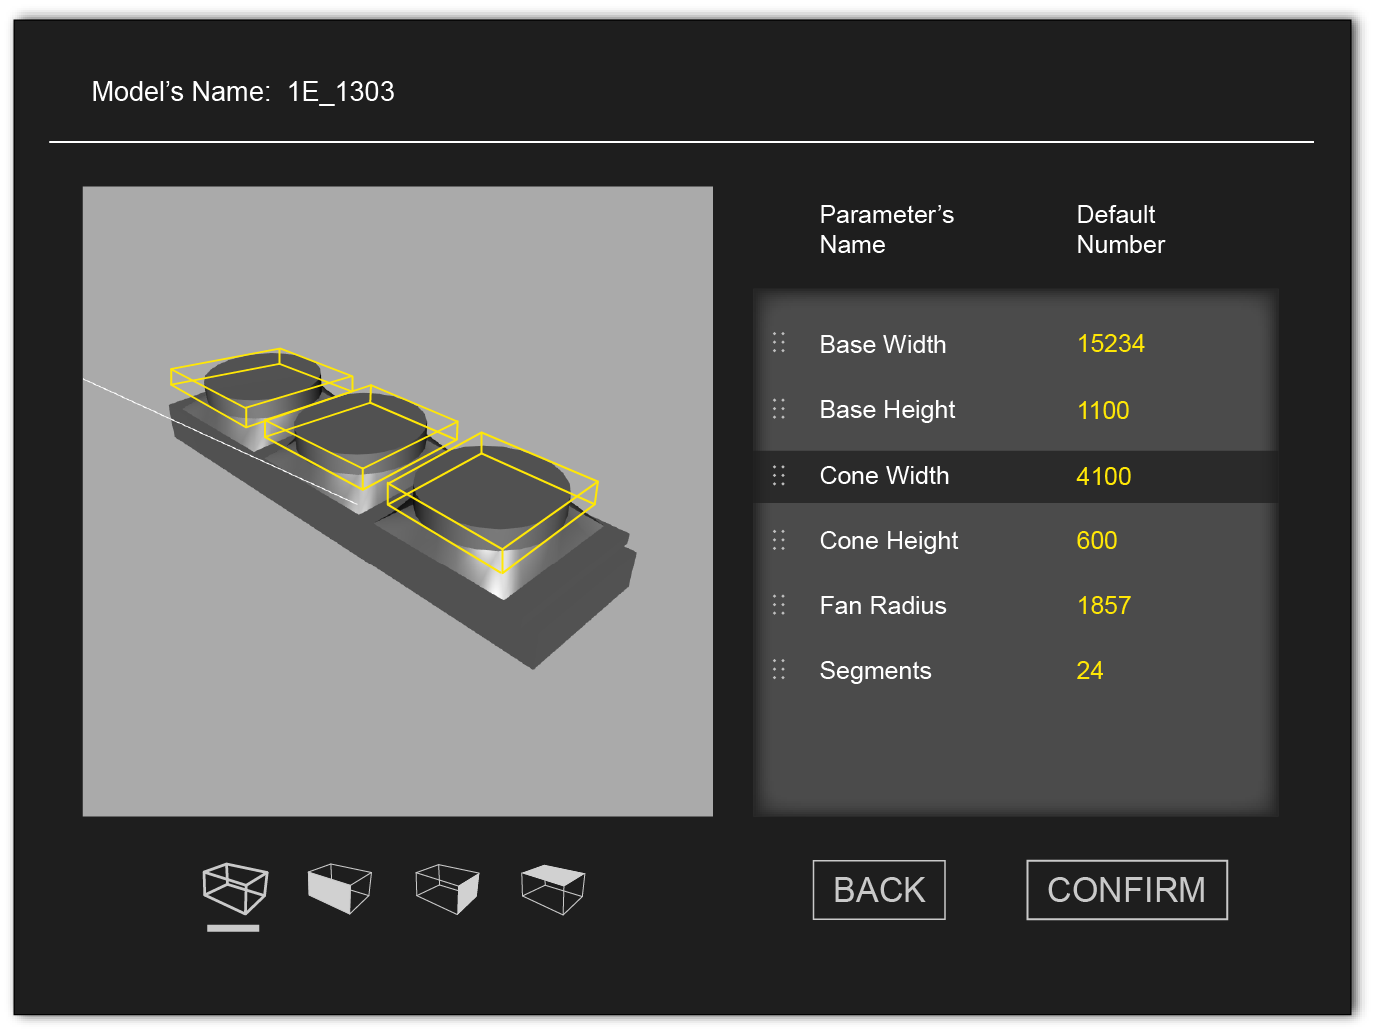 Model’s Name:  1E_1303
Parameter’s Name
Default Number
Base Width 15234
Base Height 1100
Cone Width 4100
Cone Height 600
Fan Radius 1857
Segments 24
BACK
CONFIRM